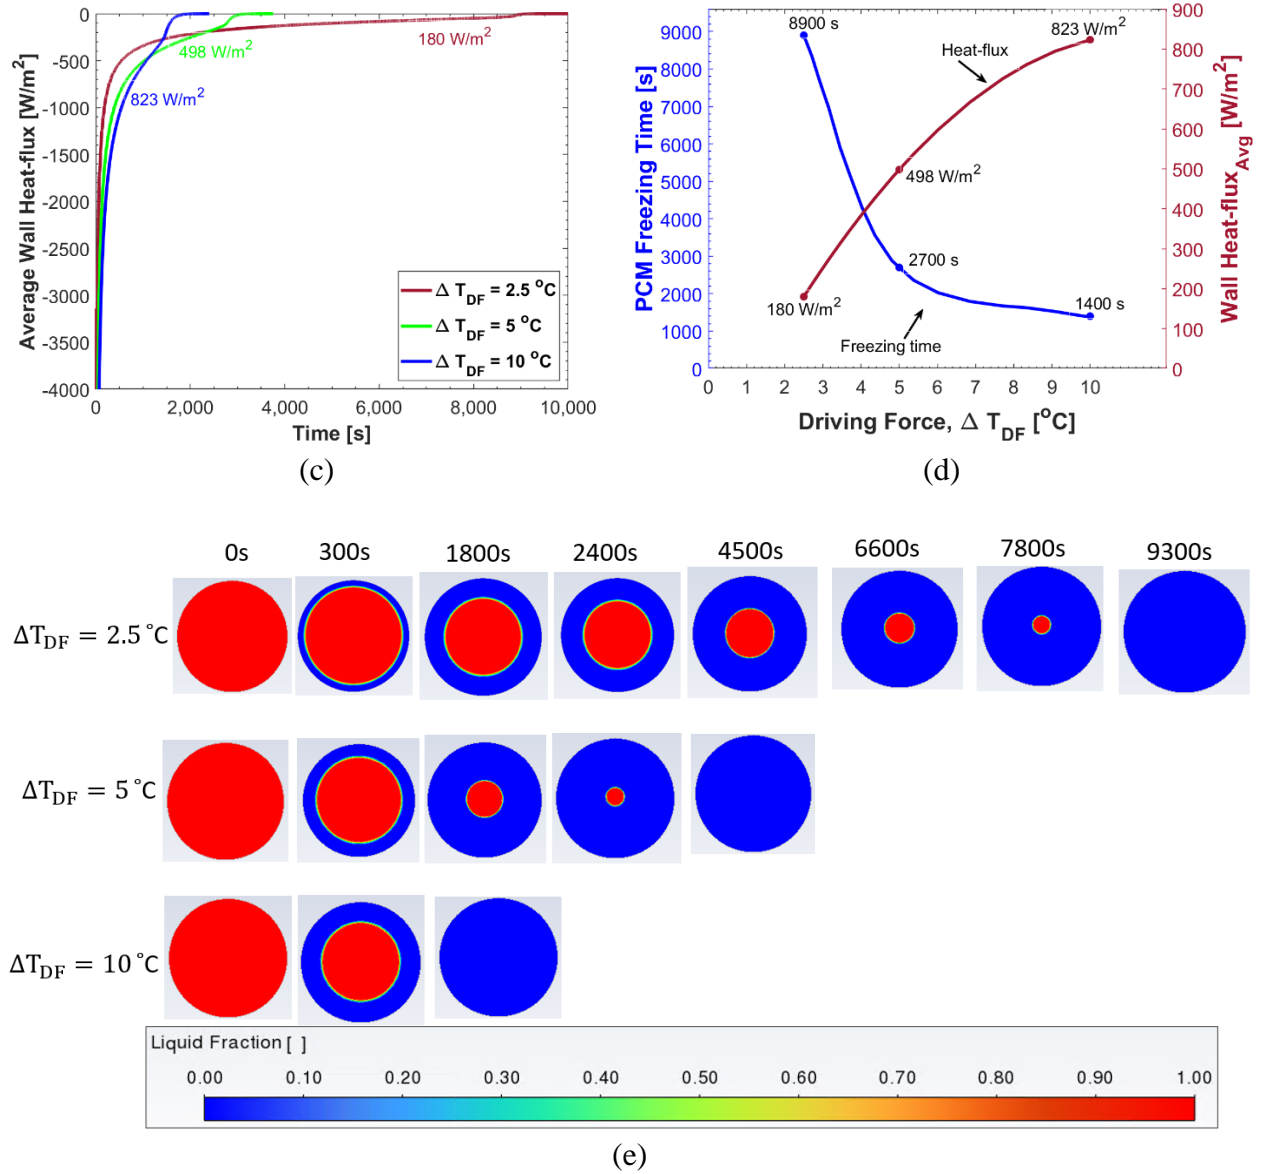 0
-500
-1000
-1500
-2000
-2500
-3000
-3500
-4000
Average Wall Heat-flux [W/m²]
180 W/m²
498 W/m²
823 W/m²
Δ T_DF = 2.5 °C
Δ T_DF = 5 °C
Δ T_DF = 10 °C
0 2,000 4,000 6,000 8,000 10,000
Time [s]
(c)
9000
8000
7000
6000
5000
4000
3000
2000
1000
0
PCM Freezing Time [s]
8900 s
823 W/m²
Heat-flux
498 W/m²
2700 s
180 W/m²
1400 s
Freezing time
900
800
700
600
500
400
300
200
100
0
Wall Heat-flux_Avg [W/m²]
0 1 2 3 4 5 6 7 8 9 10
Driving Force, Δ T_DF [°C]
(d)
0s 300s 1800s 2400s 4500s 6600s 7800s 9300s
ΔT_DF = 2.5 °C
ΔT_DF = 5 °C
ΔT_DF = 10 °C
Liquid Fraction [ ]
0.00 0.10 0.20 0.30 0.40 0.50 0.60 0.70 0.80 0.90 1.00
(e)